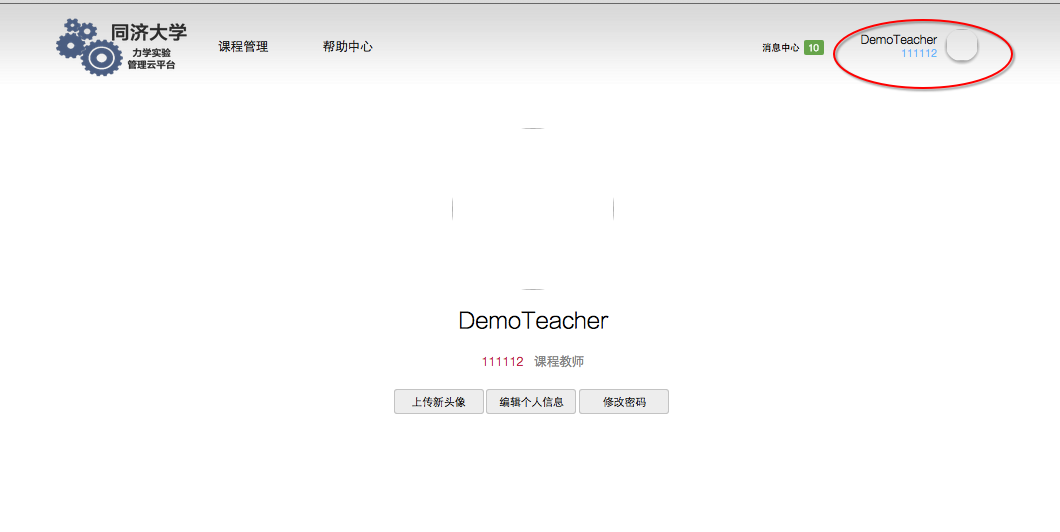 同济大学
力学实验
管理云平台
课程管理
帮助中心
消息中心 10
DemoTeacher
111112
DemoTeacher
111112 课程教师
上传新头像
编辑个人信息
修改密码